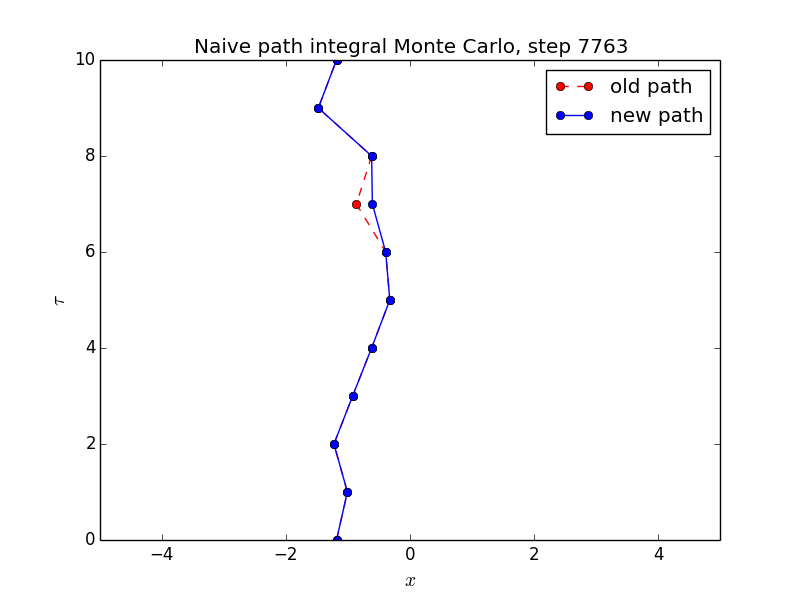 Naive path integral Monte Carlo, step 7763
10
8
6
4
2
0
τ
old path
new path
−4 −2 0 2 4
x